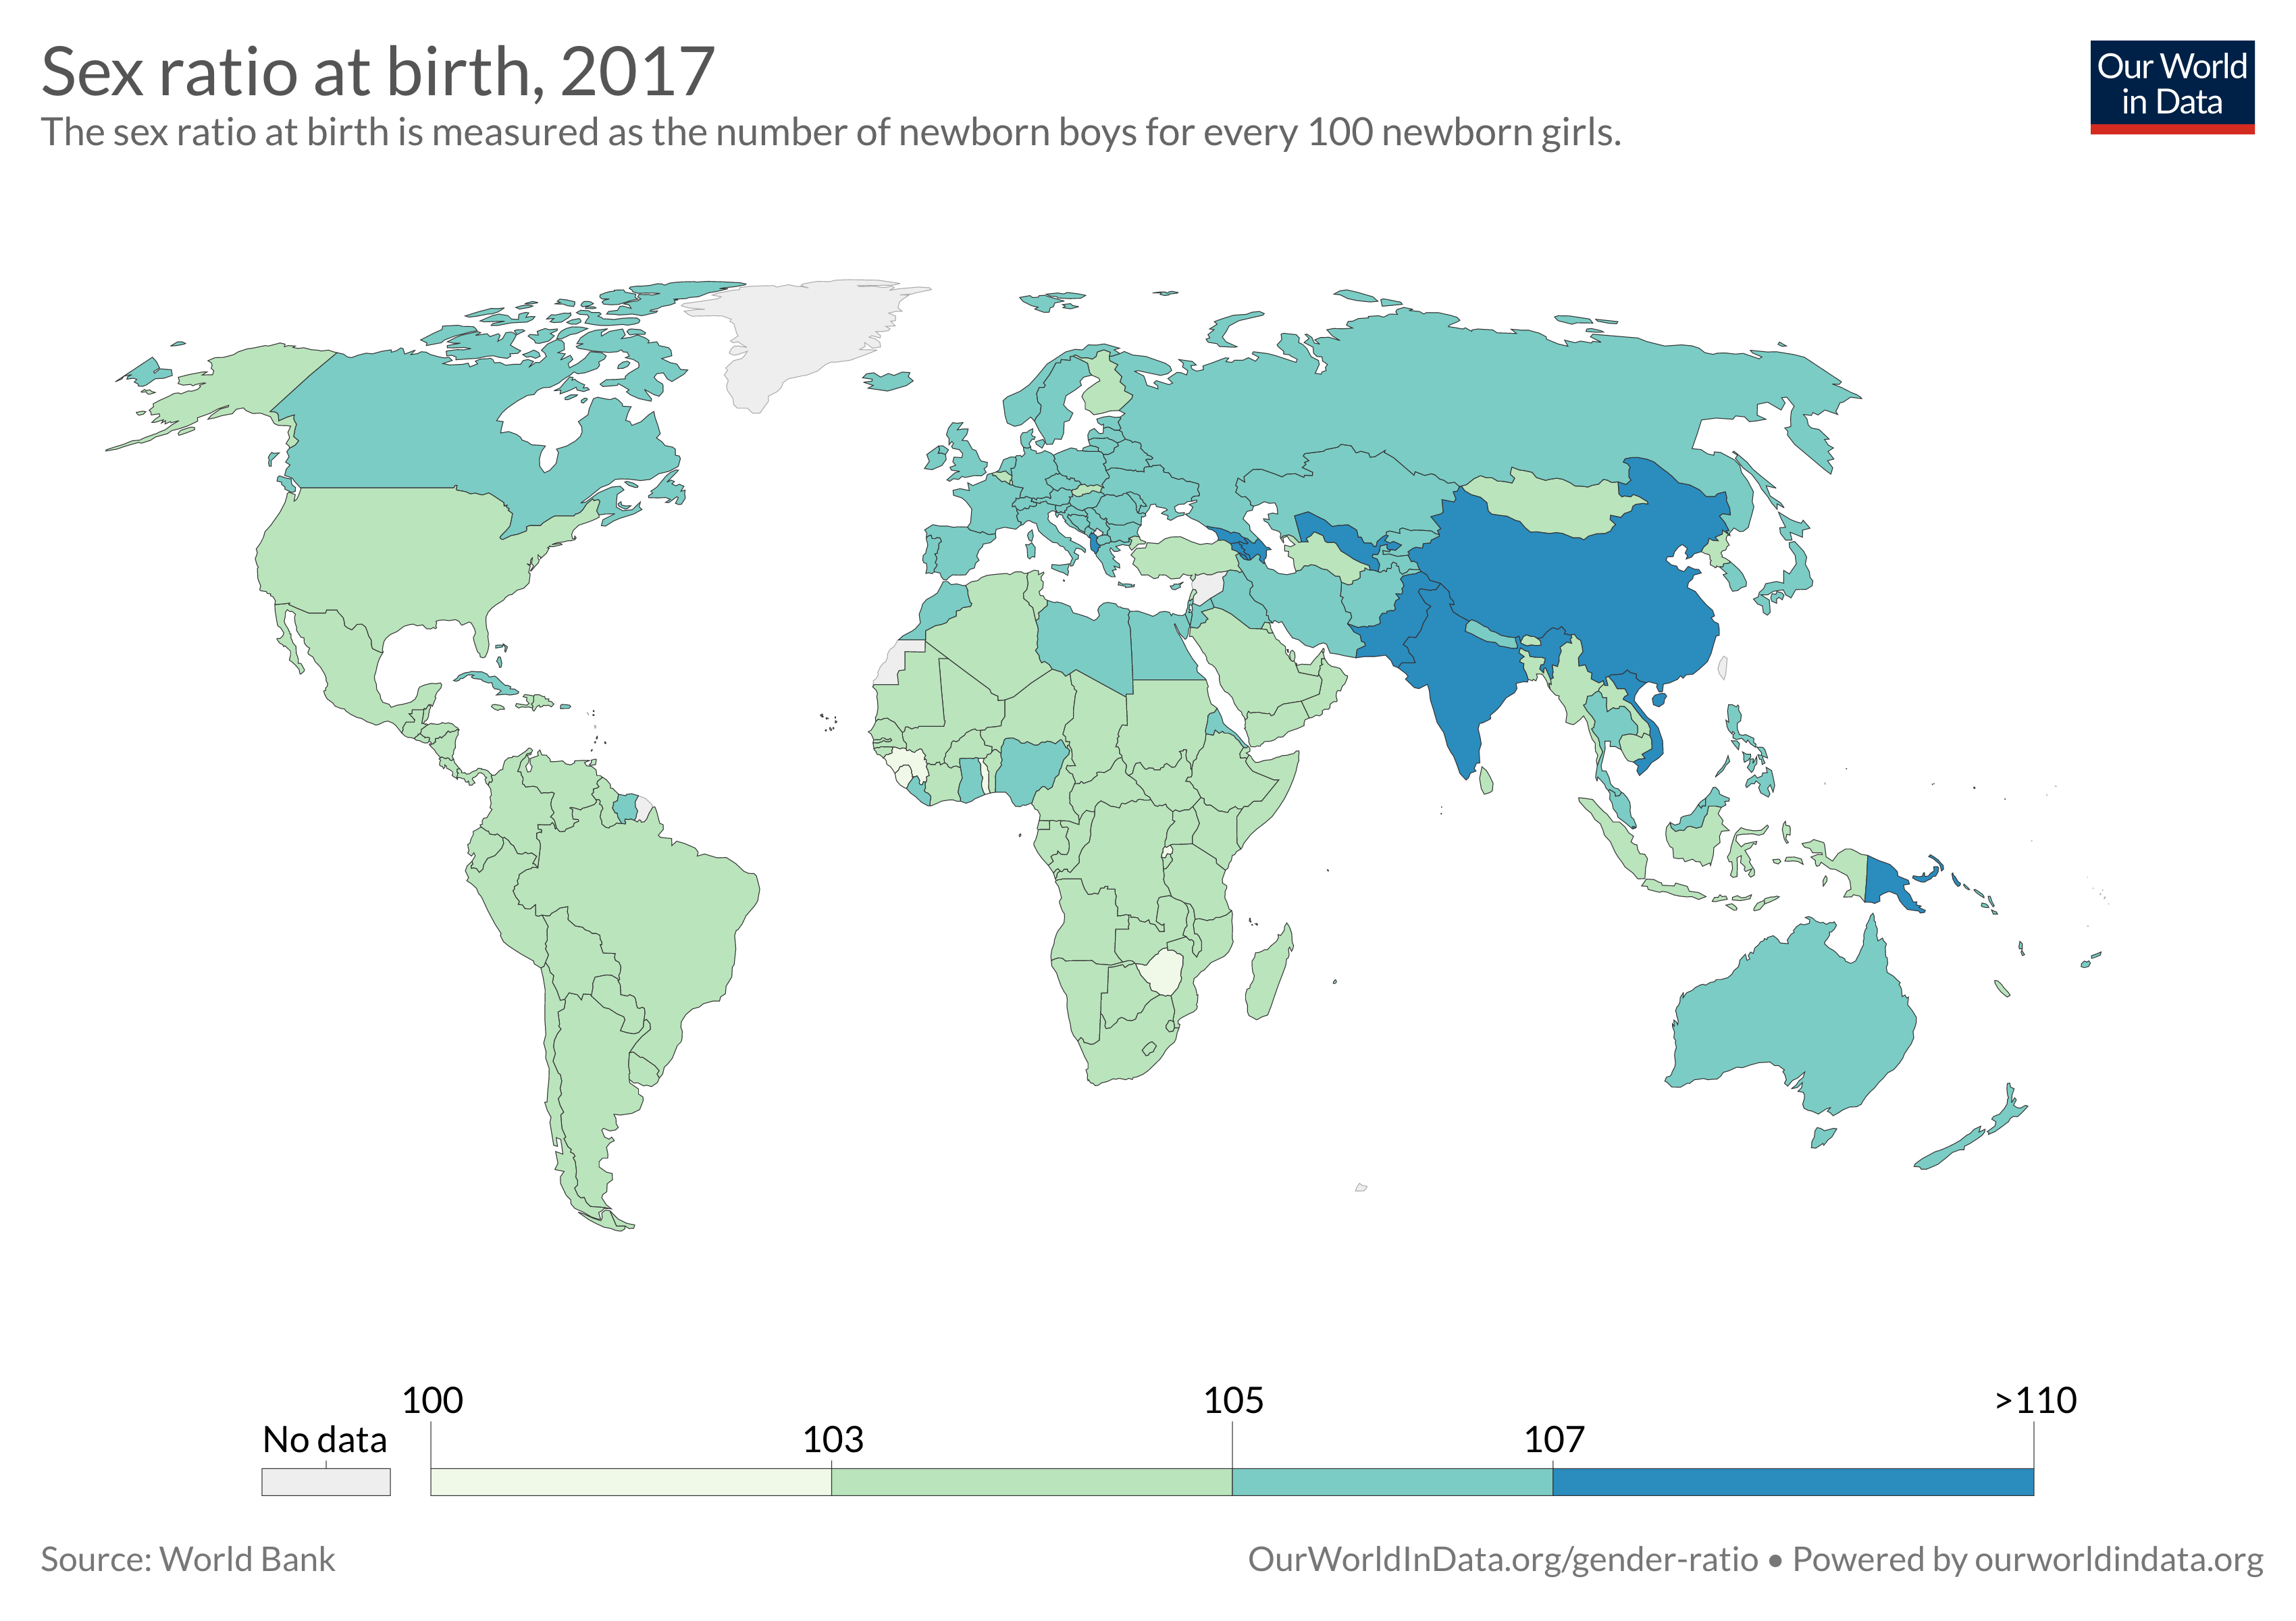 Sex ratio at birth, 2017
The sex ratio at birth is measured as the number of newborn boys for every 100 newborn girls.
Our World
in Data
100
105
>110
No data
103
107
Source: World Bank
OurWorldInData.org/gender-ratio • Powered by ourworldindata.org